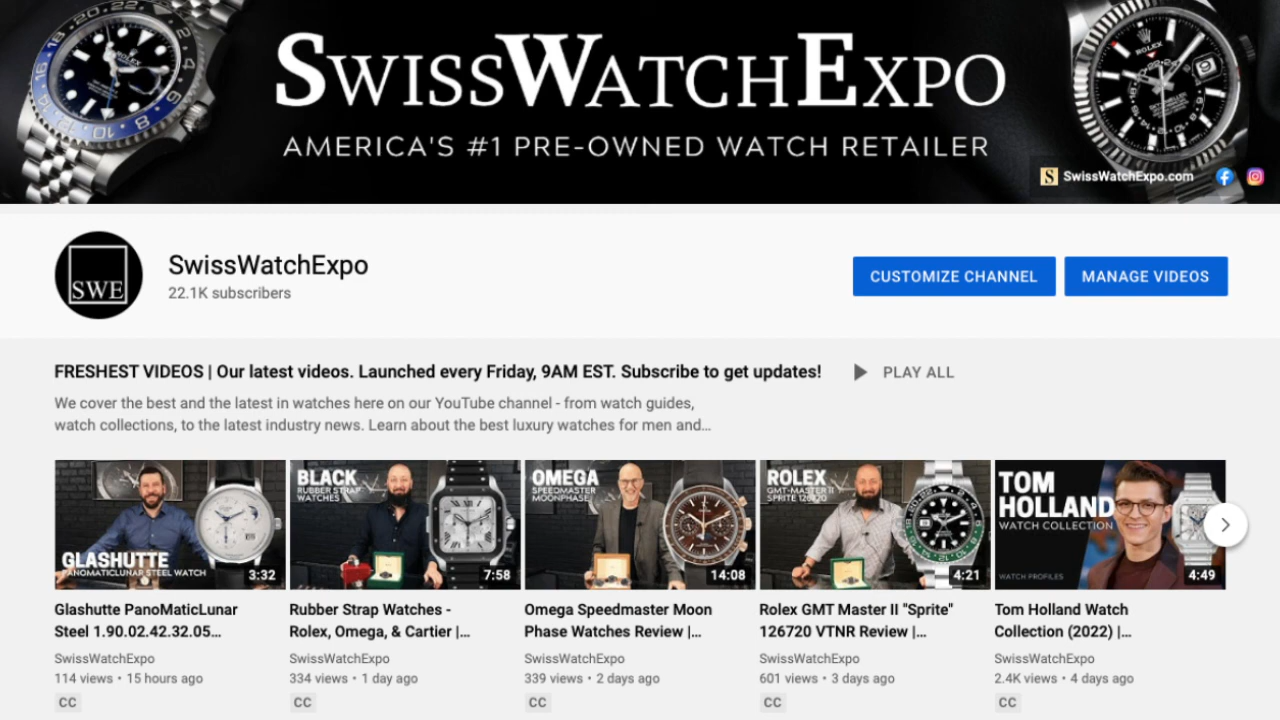 SWISSWATCHEXPO
AMERICA'S #1 PRE-OWNED WATCH RETAILER
ROLEX
ROLEX
S SwissWatchExpo.com
SWE
SwissWatchExpo
22.1K subscribers
CUSTOMIZE CHANNEL
MANAGE VIDEOS
FRESHEST VIDEOS | Our latest videos. Launched every Friday, 9AM EST. Subscribe to get updates!
PLAY ALL
We cover the best and the latest in watches here on our YouTube channel - from watch guides,
watch collections, to the latest industry news. Learn about the best luxury watches for men and...
GLASHUTTE
PANOMATICLUNAR STEEL WATCH
3:32
BLACK
RUBBER STRAP
WATCHES
7:58
OMEGA
SPEEDMASTER
MOONPHASE
14:08
ROLEX
GMT-MASTER II
SPRITE 126720
4:21
TOM
HOLLAND
WATCH COLLECTION
WATCH PROFILES
4:49
Glashutte PanoMaticLunar
Steel 1.90.02.42.32.05...
SwissWatchExpo
114 views • 15 hours ago
CC
Rubber Strap Watches -
Rolex, Omega, & Cartier |...
SwissWatchExpo
334 views • 1 day ago
CC
Omega Speedmaster Moon
Phase Watches Review |...
SwissWatchExpo
339 views • 2 days ago
CC
Rolex GMT Master II "Sprite"
126720 VTNR Review |...
SwissWatchExpo
601 views • 3 days ago
CC
Tom Holland Watch
Collection (2022) |...
SwissWatchExpo
2.4K views • 4 days ago
CC